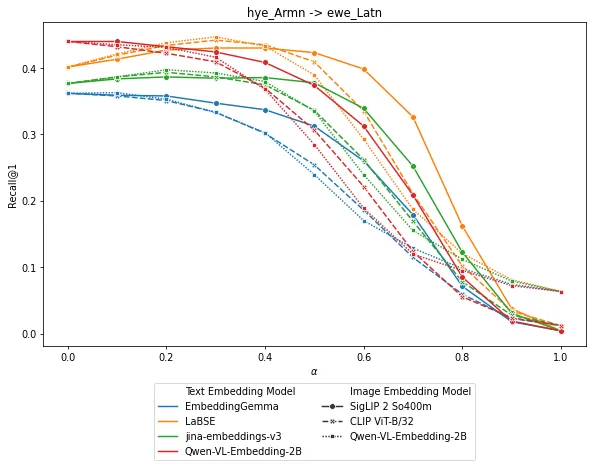 hye_Armn -> ewe_Latn
Recall@1
0.4
0.3
0.2
0.1
0.0
0.0 0.2 0.4 0.6 0.8 1.0
α
Text Embedding Model Image Embedding Model
EmbeddingGemma SigLIP 2 So400m
LaBSE CLIP ViT-B/32
jina-embeddings-v3 Qwen-VL-Embedding-2B
Qwen-VL-Embedding-2B